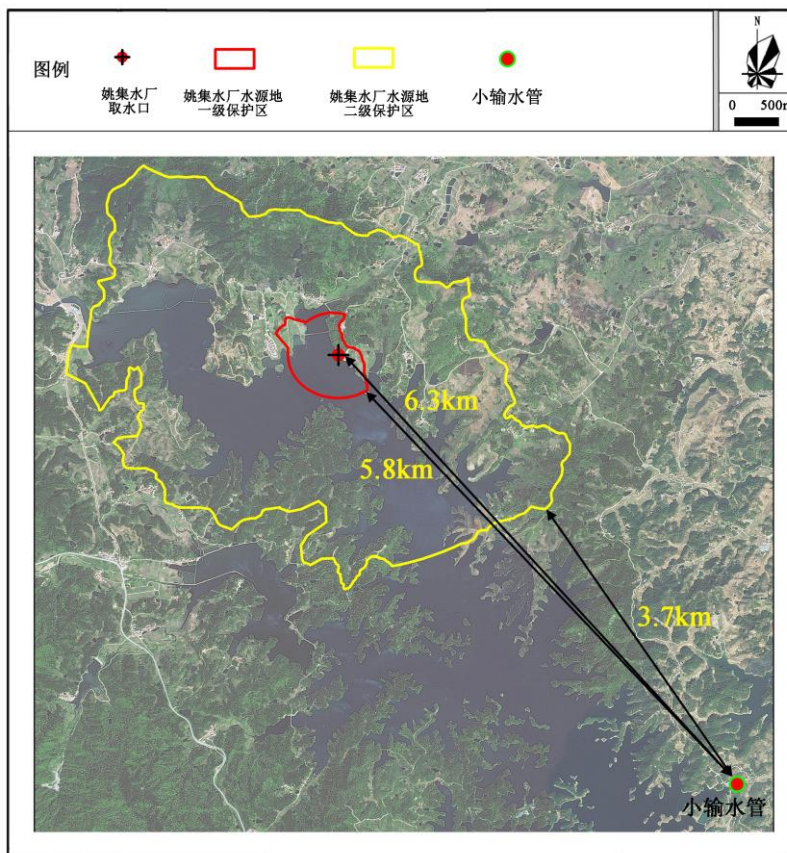 图例
姚集水厂
取水口
姚集水厂水源地
一级保护区
姚集水厂水源地
二级保护区
小输水管
N
0 500m
6.3km
5.8km
3.7km
小输水管